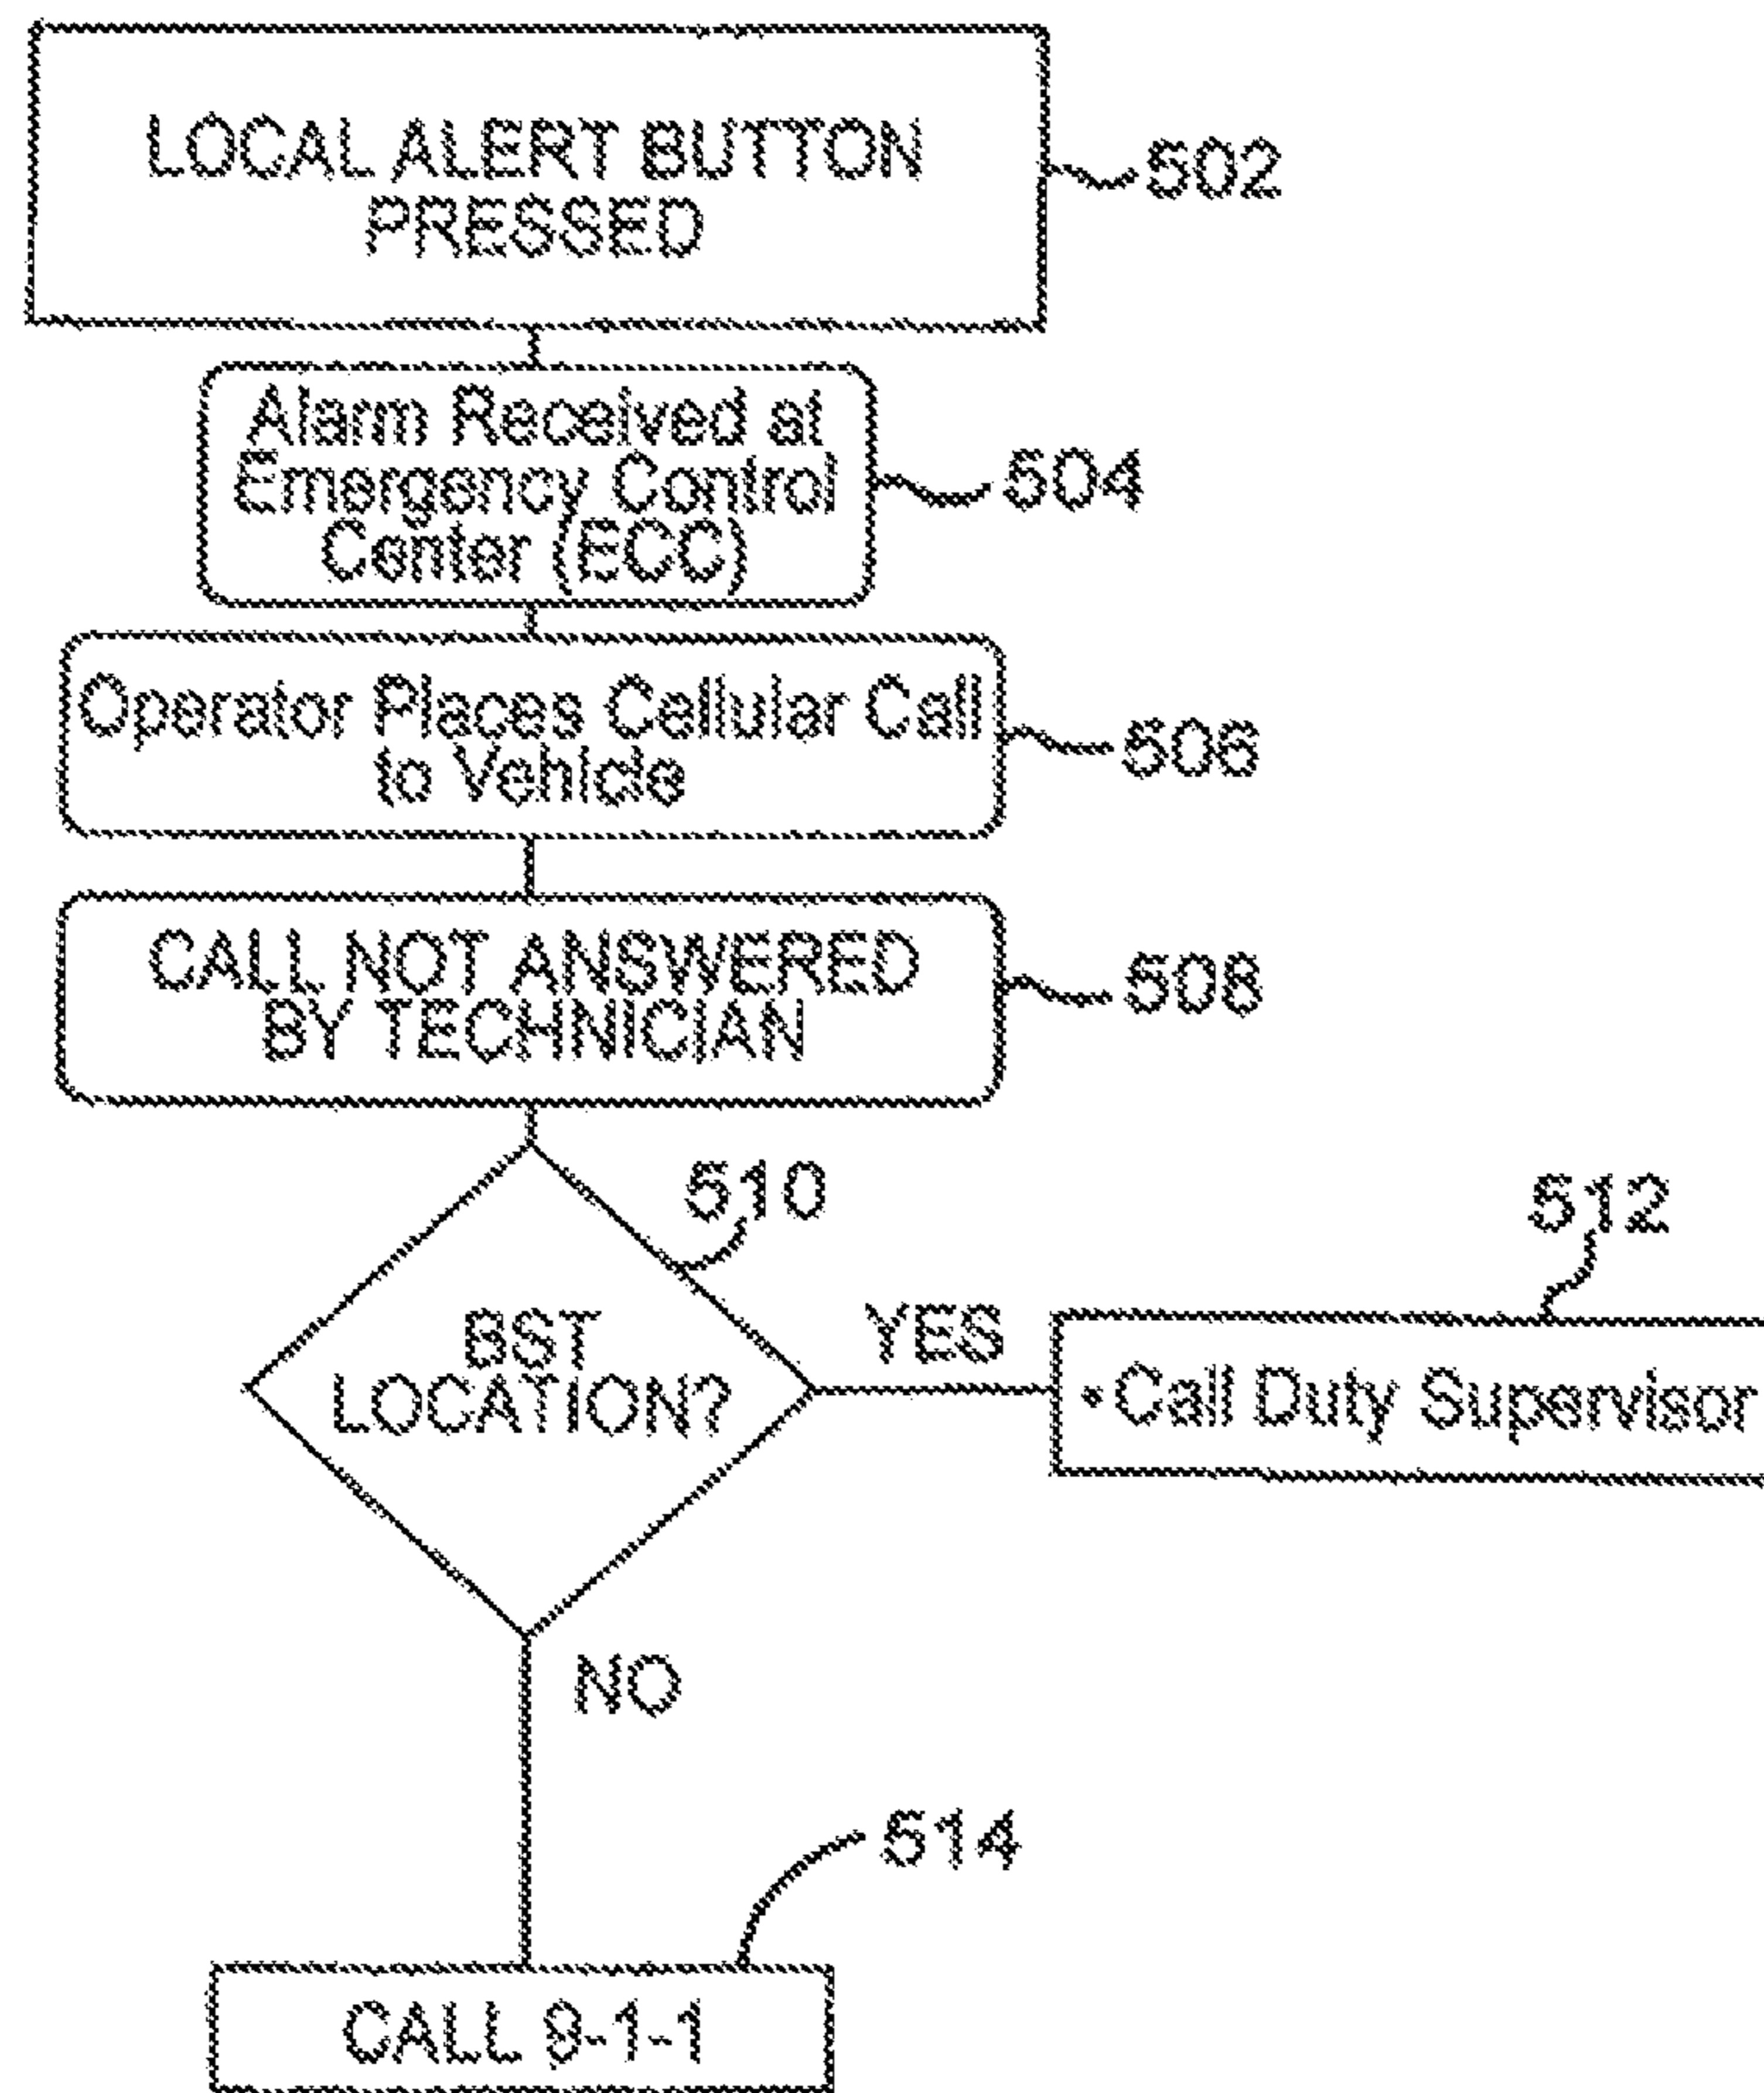 LOCAL ALERT BUTTON
PRESSED
502
Alarm Received at
Emergency Control
Center (ECC)
504
Operator Places Cellular Call
to Vehicle
506
CALL NOT ANSWERED
BY TECHNICIAN
508
510
BST
LOCATION?
YES
512
•Call Duty Supervisor
NO
514
CALL 9-1-1